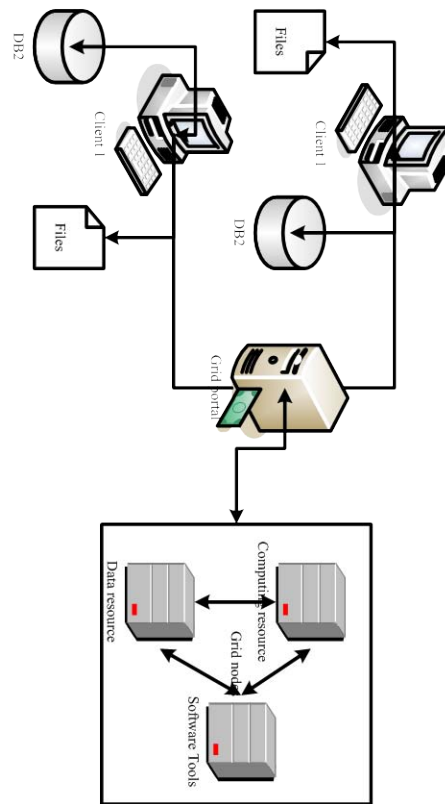 DB2
Client 1
Files
Files
Client 1
DB2
Grid portal
Computing resource
Data resource
Grid node
Software Tools